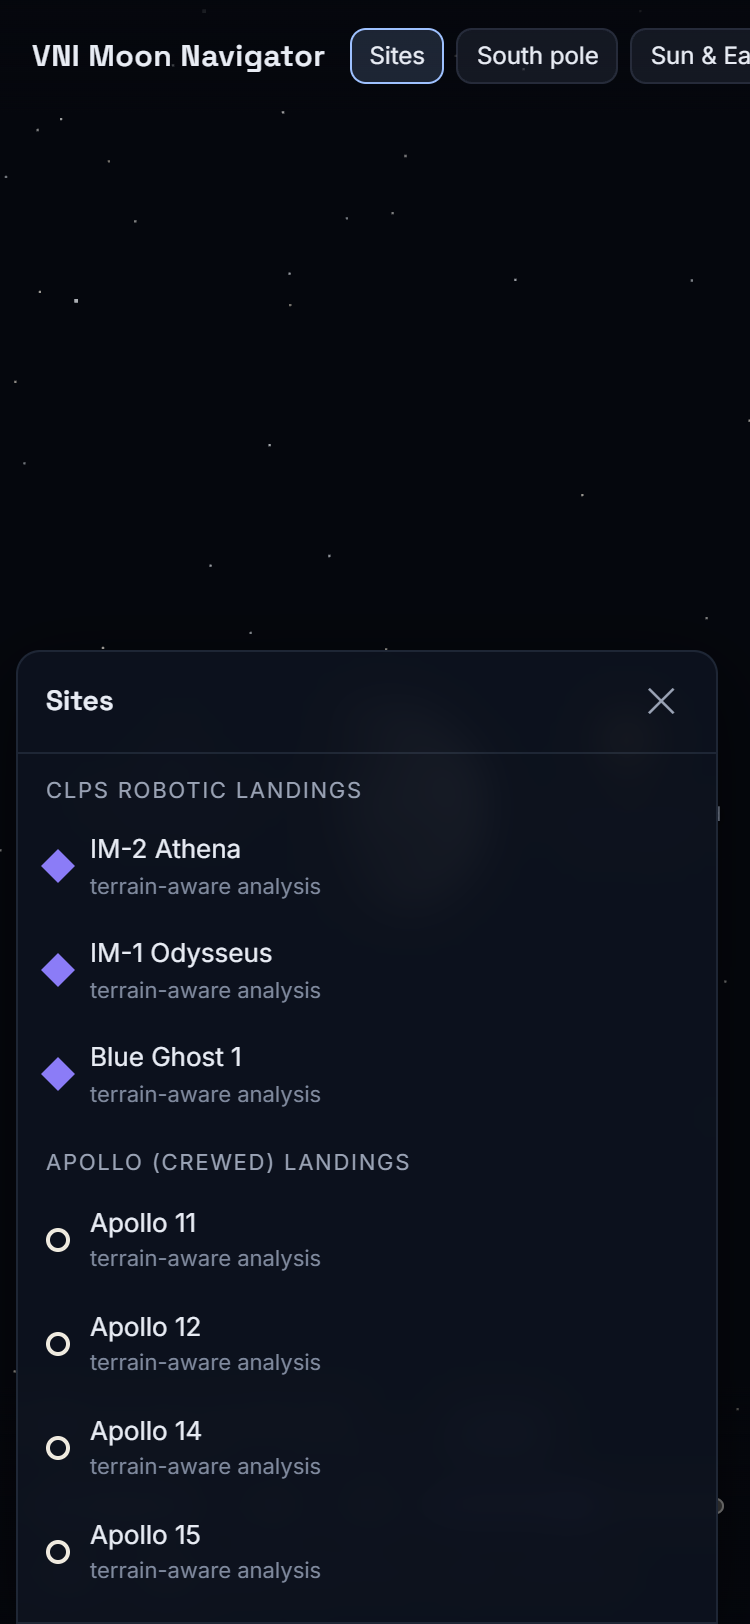 VNI Moon Navigator
Sites
South pole
Sun & Ea
Sites
CLPS ROBOTIC LANDINGS
IM-2 Athena
terrain-aware analysis
IM-1 Odysseus
terrain-aware analysis
Blue Ghost 1
terrain-aware analysis
APOLLO (CREWED) LANDINGS
Apollo 11
terrain-aware analysis
Apollo 12
terrain-aware analysis
Apollo 14
terrain-aware analysis
Apollo 15
terrain-aware analysis